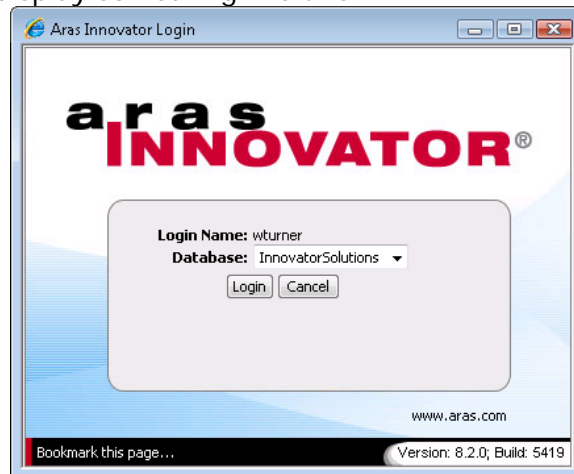 Aras Innovator Login
aras
INNOVATOR®
Login Name: wturner
Database: InnovatorSolutions
Login Cancel
www.aras.com
Bookmark this page...
Version: 8.2.0; Build: 5419